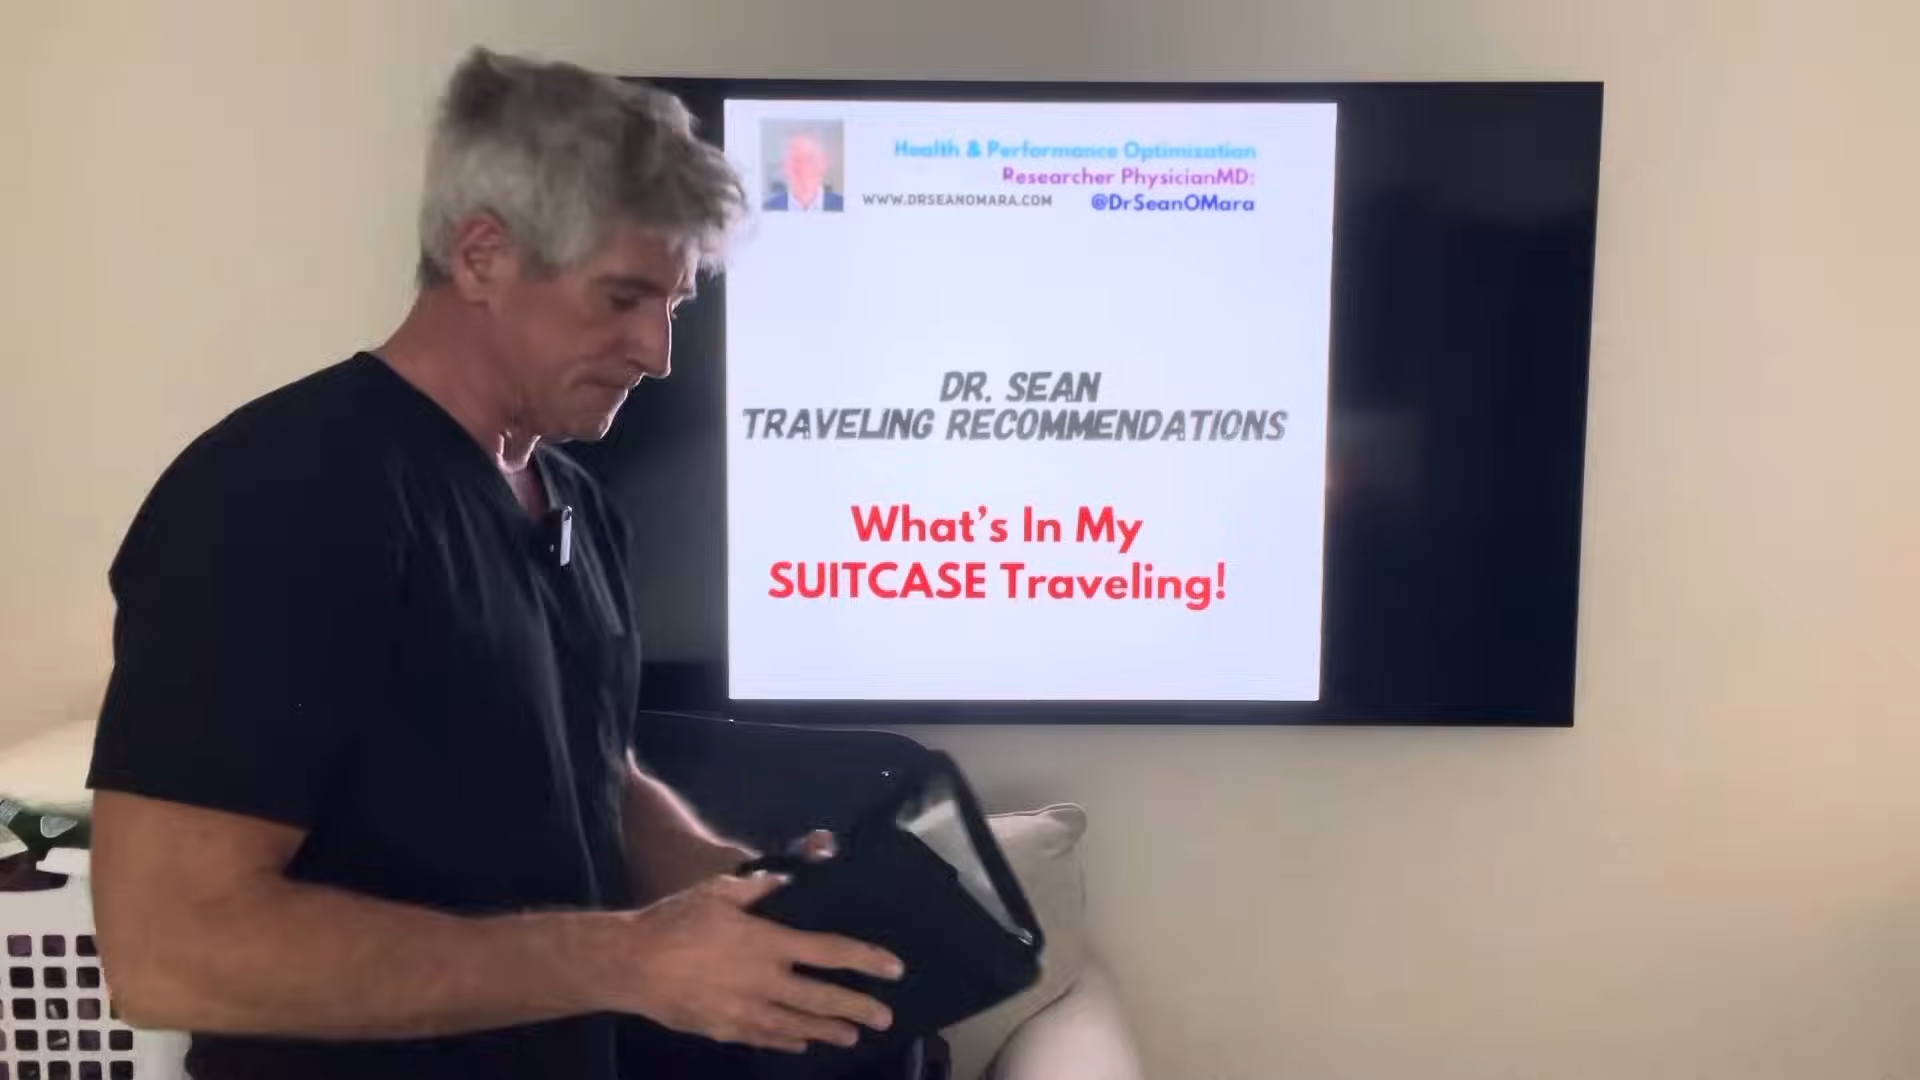 Health & Performance Optimization
Researcher PhysicianMD:
WWW.DRSEANOMARA.COM @DrSeanOMara
DR. SEAN
TRAVELING RECOMMENDATIONS
What's In My
SUITCASE Traveling!